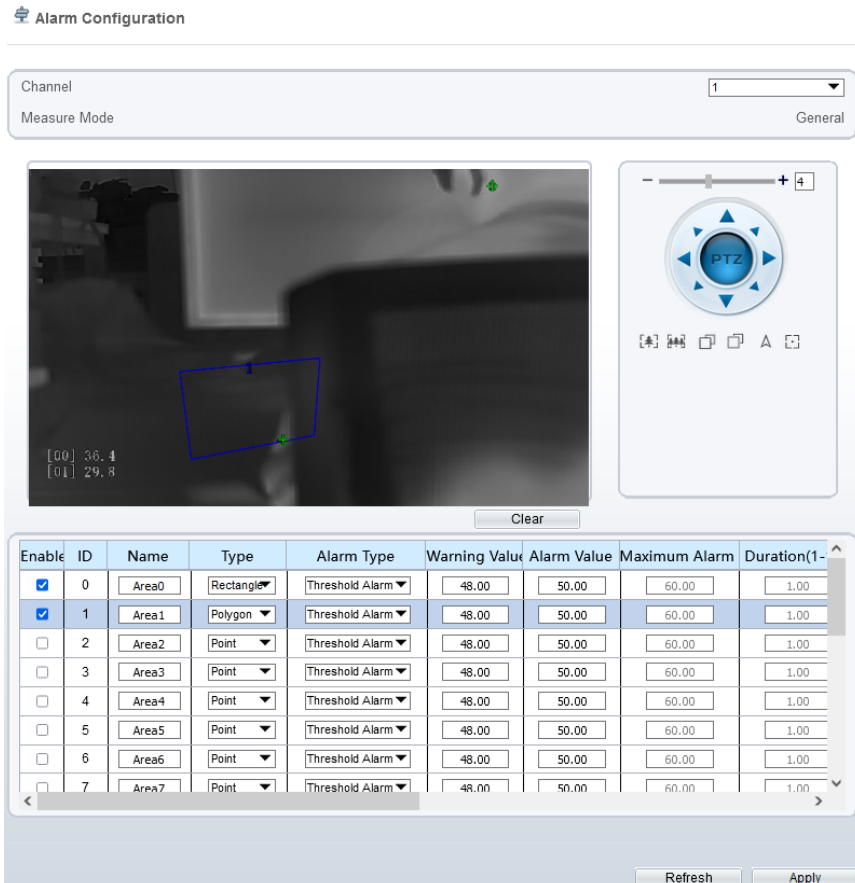 Alarm Configuration
Channel 1
Measure Mode General
4
PTZ
1
[00] 36.4
[01] 29.8
Clear
Enable ID Name Type Alarm Type Warning Value Alarm Value Maximum Alarm Duration(1-
0 Area0 Rectangle Threshold Alarm 48.00 50.00 60.00 1.00
1 Area1 Polygon Threshold Alarm 48.00 50.00 60.00 1.00
2 Area2 Point Threshold Alarm 48.00 50.00 60.00 1.00
3 Area3 Point Threshold Alarm 48.00 50.00 60.00 1.00
4 Area4 Point Threshold Alarm 48.00 50.00 60.00 1.00
5 Area5 Point Threshold Alarm 48.00 50.00 60.00 1.00
6 Area6 Point Threshold Alarm 48.00 50.00 60.00 1.00
7 Area7 Point Threshold Alarm 48.00 50.00 60.00 1.00
Refresh Apply